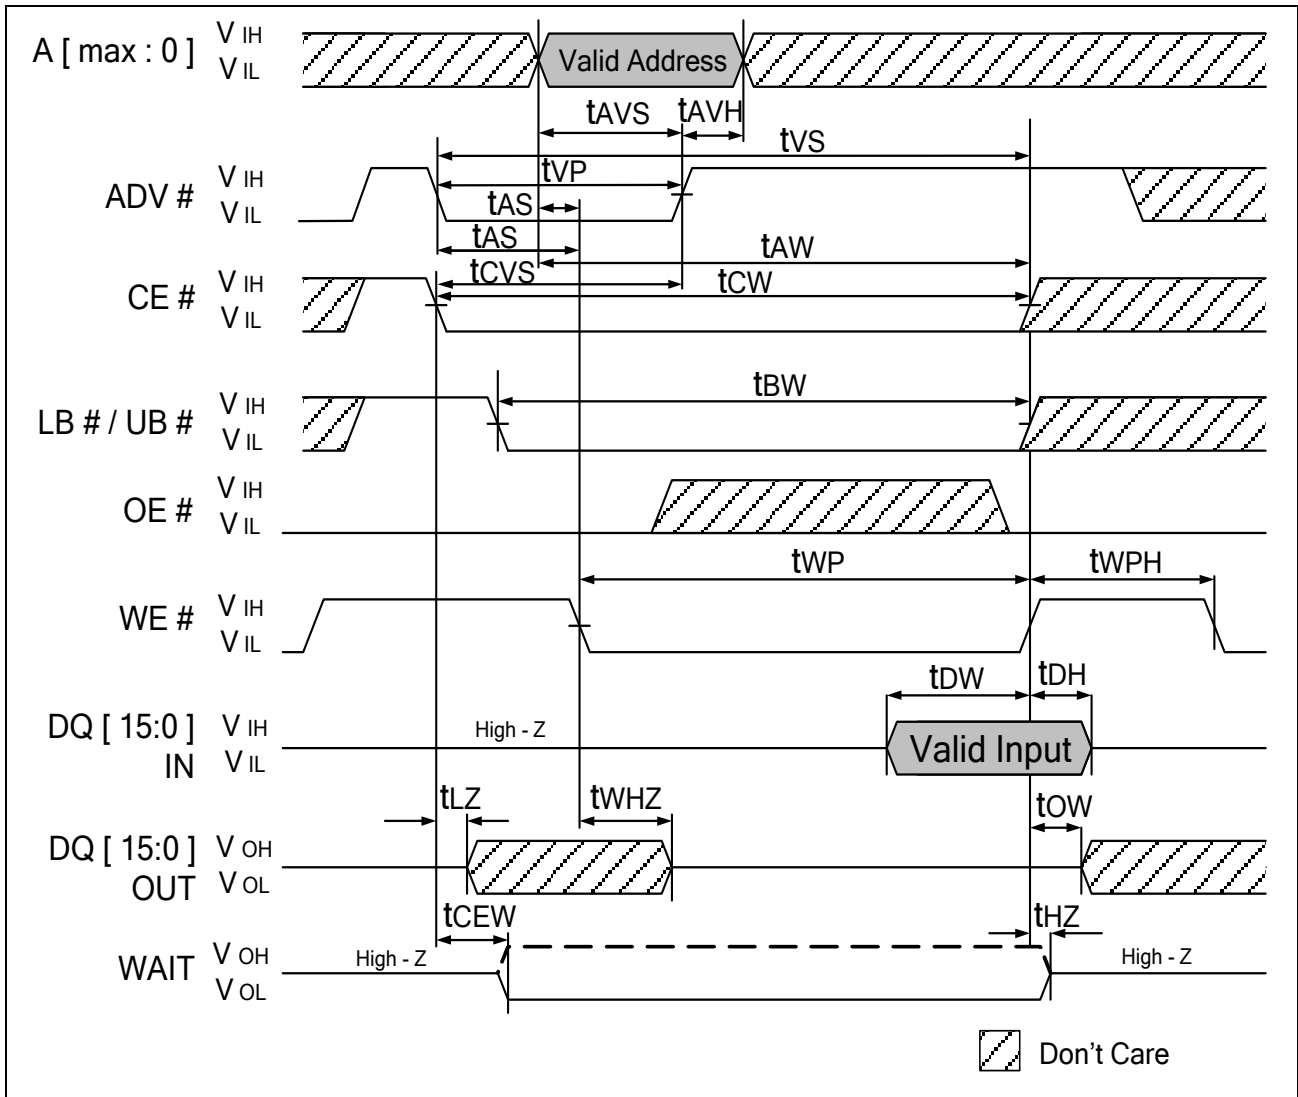 A [ max : 0 ] V IH
V IL
Valid Address
tAVS tAVH
tVS
ADV # V IH
V IL
tVP
tAS
tAS
tAW
CE # V IH
V IL
tCVS
tCW
LB # / UB # V IH
V IL
tBW
OE # V IH
V IL
tWP tWPH
WE # V IH
V IL
tDW tDH
DQ [ 15:0 ] V IH
IN V IL
High - Z
Valid Input
tLZ tWHZ tOW
DQ [ 15:0 ] V OH
OUT V OL
tCEW tHZ
WAIT V OH
V OL
High - Z High - Z
Don't Care